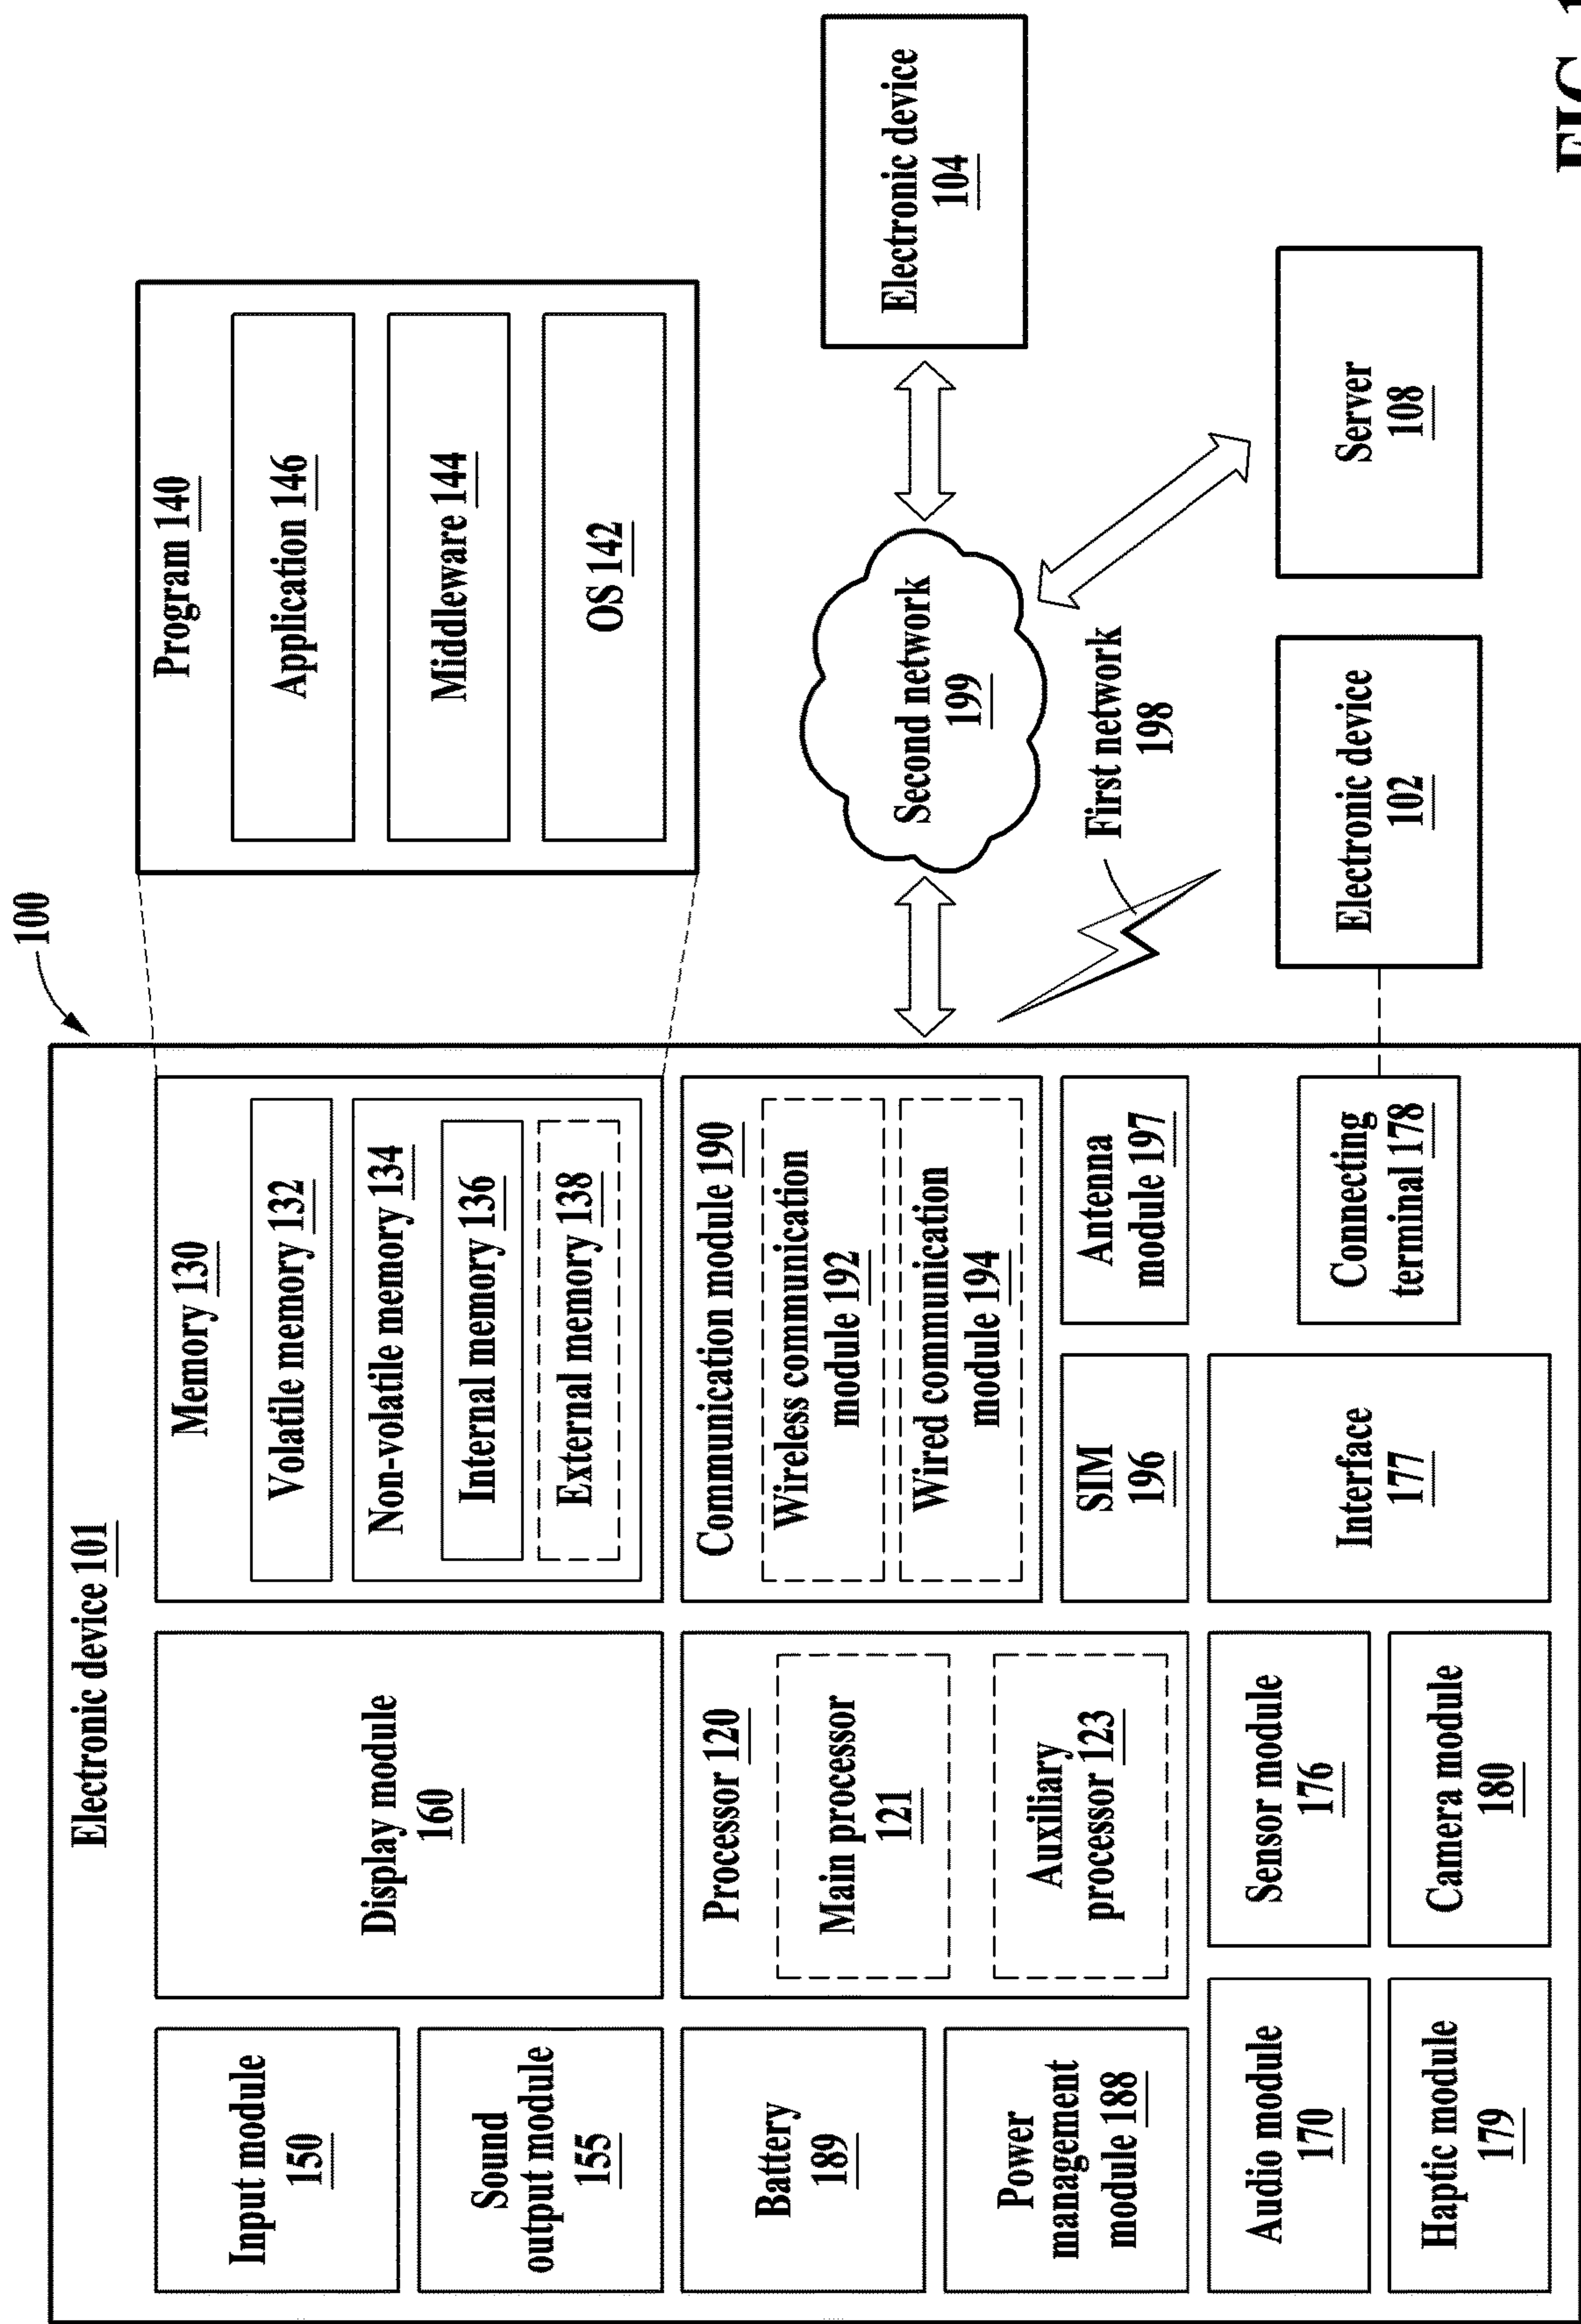 100
Electronic device 101
Input module
150
Sound
output module
155
Battery
189
Power
management
module 188
Audio module
170
Haptic module
179
Display module
160
Processor 120
Main processor
121
Auxiliary
processor 123
Sensor module
176
Camera module
180
Memory 130
Volatile memory 132
Non-volatile memory 134
Internal memory 136
External memory 138
Communication module 190
Wireless communication
module 192
Wired communication
module 194
SIM
196
Antenna
module 197
Interface
177
Connecting
terminal 178
Program 140
Application 146
Middleware 144
OS 142
Second network
199
First network
198
Electronic device
104
Server
108
Electronic device
102
FIG. 1